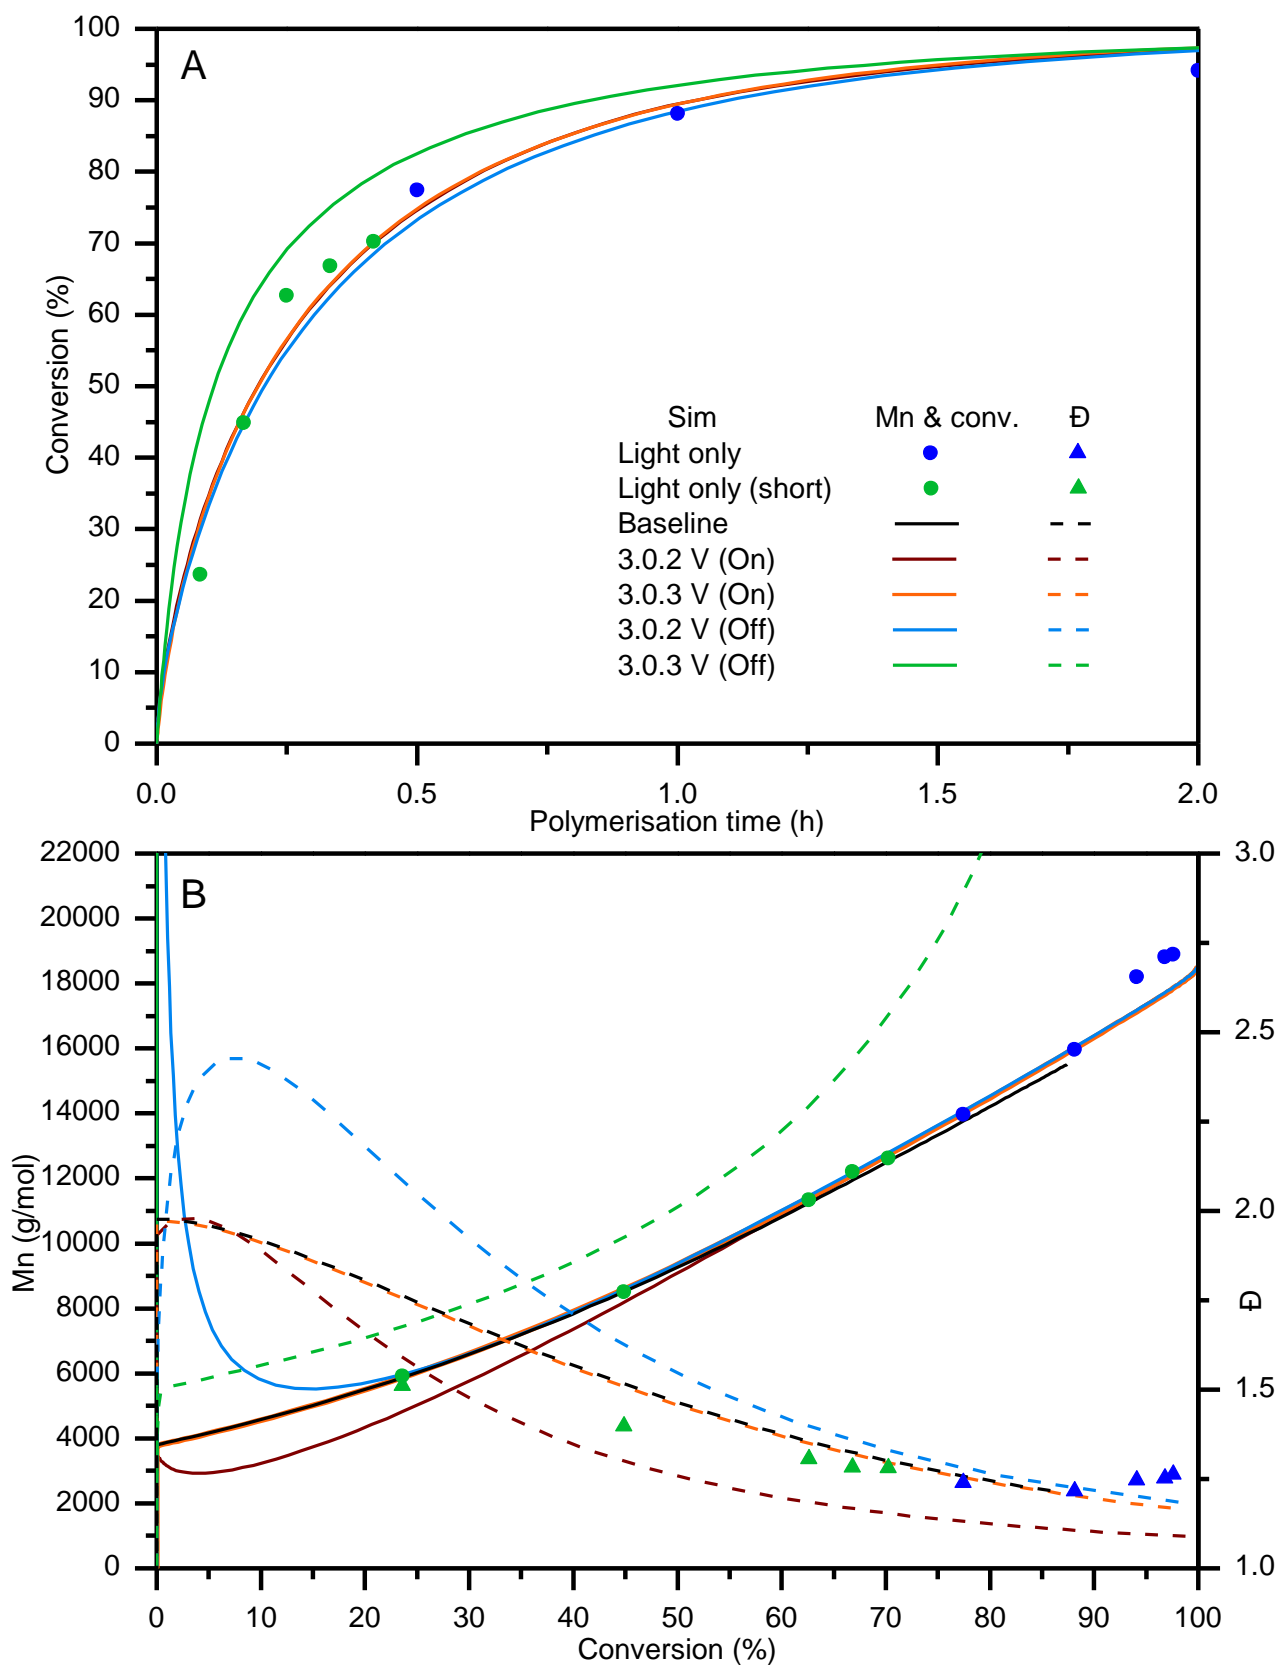 100
A
90
80
70
60
50
40
30
20
10
0
Conversion (%)
Sim Mn & conv. Đ
Light only
Light only (short)
Baseline
3.0.2 V (On)
3.0.3 V (On)
3.0.2 V (Off)
3.0.3 V (Off)
0.0 0.5 1.0 1.5 2.0
Polymerisation time (h)
22000 3.0
B
20000
18000
2.5
16000
14000
12000
2.0
10000
8000
6000
1.5
4000
2000
0 1.0
Mn (g/mol)
Đ
0 10 20 30 40 50 60 70 80 90 100
Conversion (%)